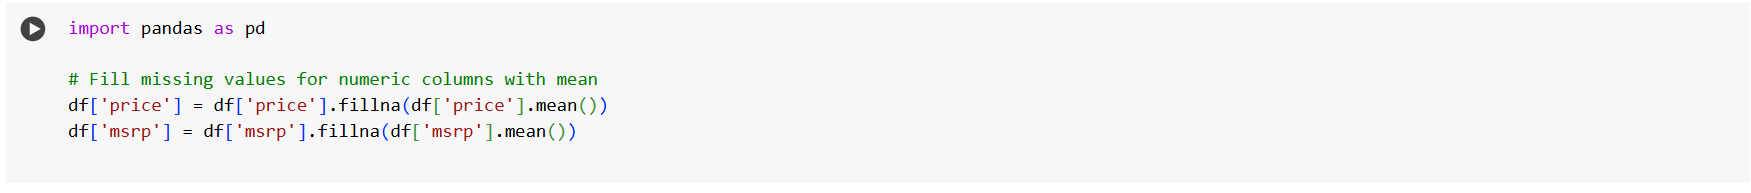 import pandas as pd
# Fill missing values for numeric columns with mean
df['price'] = df['price'].fillna(df['price'].mean())
df['msrp'] = df['msrp'].fillna(df['msrp'].mean())